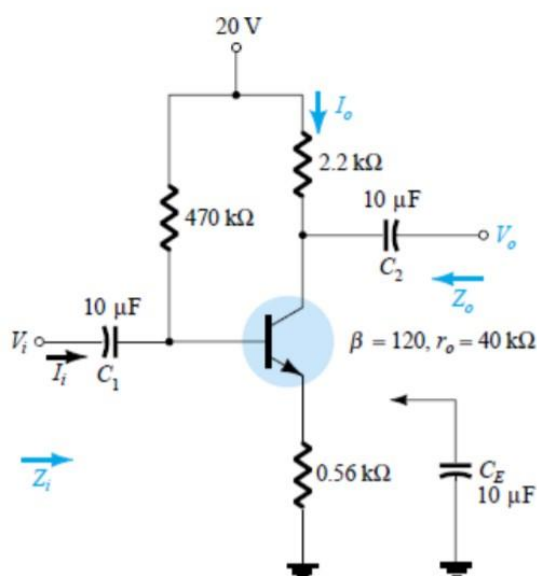 20 V
I_o
2.2 kΩ
10 μF
470 kΩ
V_o
C_2
Z_o
10 μF
V_i
I_i
C_1
β = 120, r_o = 40 kΩ
Z_i
0.56 kΩ
C_E
10 μF